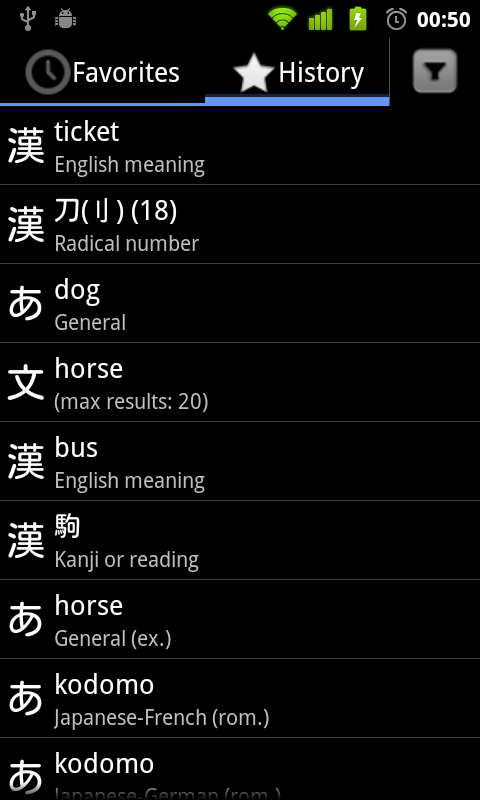 00:50
Favorites
History
漢 ticket
English meaning
漢 刀(刂) (18)
Radical number
あ dog
General
文 horse
(max results: 20)
漢 bus
English meaning
漢 駒
Kanji or reading
あ horse
General (ex.)
あ kodomo
Japanese-French (rom.)
あ kodomo
Japanese-German (rom.)